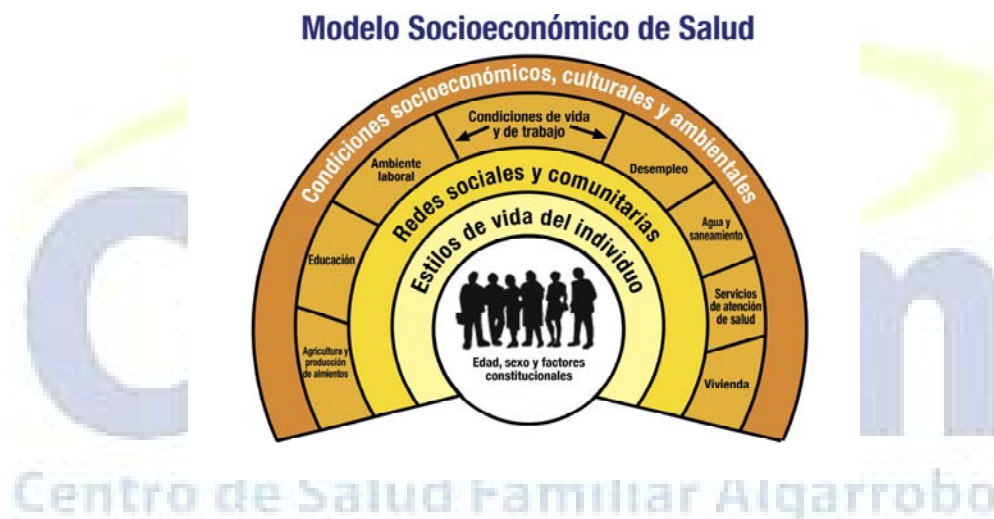 Modelo Socioeconómico de Salud
Condiciones socioeconómicos, culturales y ambientales
Condiciones de vida
y de trabajo
Agricultura y
producción
de almientos
Educación
Ambiente
laboral
Desempleo
Agua y
saneamiento
Servicios
de atención
de salud
Vivienda
Redes sociales y comunitarias
Estilos de vida del individuo
Edad, sexo y factores
constitucionales
Centro de Salud Familiar Algarrobo